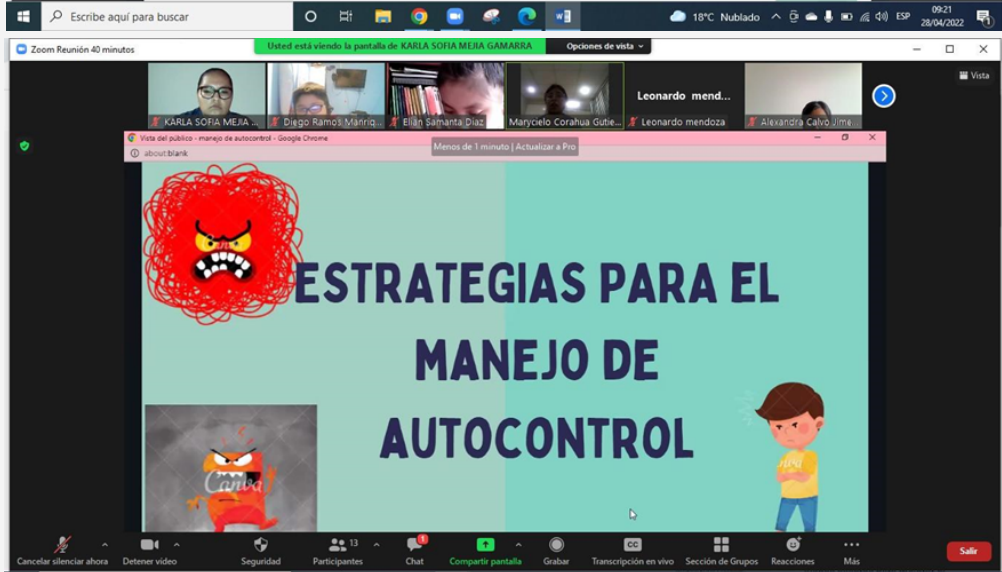 Escribe aquí para buscar
18°C Nublado
ESP
09:21
28/04/2022
Zoom Reunión 40 minutos
Usted está viendo la pantalla de KARLA SOFIA MEJIA GAMARRA
Opciones de vista
Vista
KARLA SOFIA MEJIA ...
Diego Ramos Manriq...
Elian Samanta Diaz
Marycielo Corahua Gutie...
Leonardo mend...
Leonardo mendoza
Alexandra Calvo Jime...
Vista del público - manejo de autocontrol - Google Chrome
Menos de 1 minuto | Actualizar a Pro
about:blank
ESTRATEGIAS PARA EL
MANEJO DE
AUTOCONTROL
Canva
Cancelar silenciar ahora
Detener video
Seguridad
13
Participantes
1
Chat
Compartir pantalla
Grabar
CC
Transcripción en vivo
Sección de Grupos
Reacciones
Más
Salir